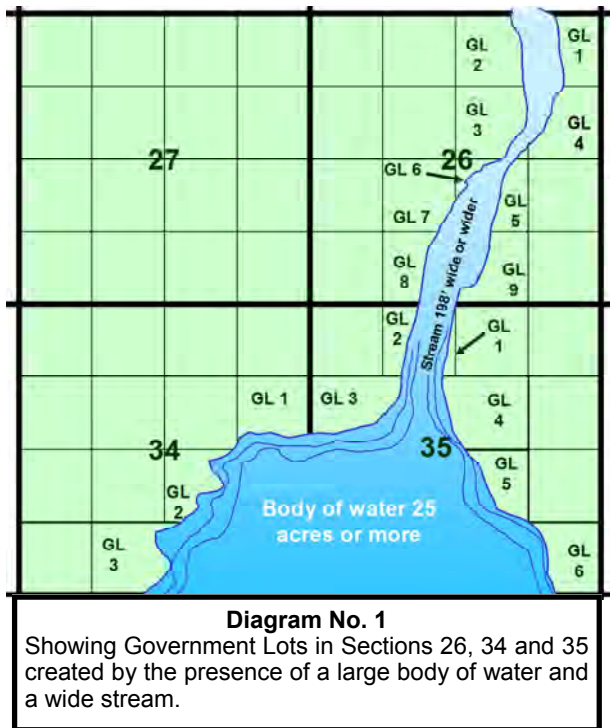 GL
2
GL
1
GL
3
GL
4
27
26
GL 6
GL 7
GL
5
GL
8
GL
9
Stream 198' wide or wider
GL
2
GL
1
GL 1
GL 3
GL
4
34
35
GL
5
GL
2
Body of water 25
acres or more
GL
3
GL
6
Diagram No. 1
Showing Government Lots in Sections 26, 34 and 35
created by the presence of a large body of water and
a wide stream.